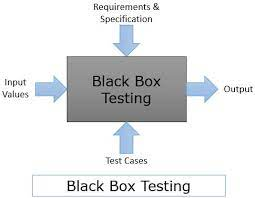 Requirements &
Specification
Input
Values
Black Box
Testing
Output
Test Cases
Black Box Testing